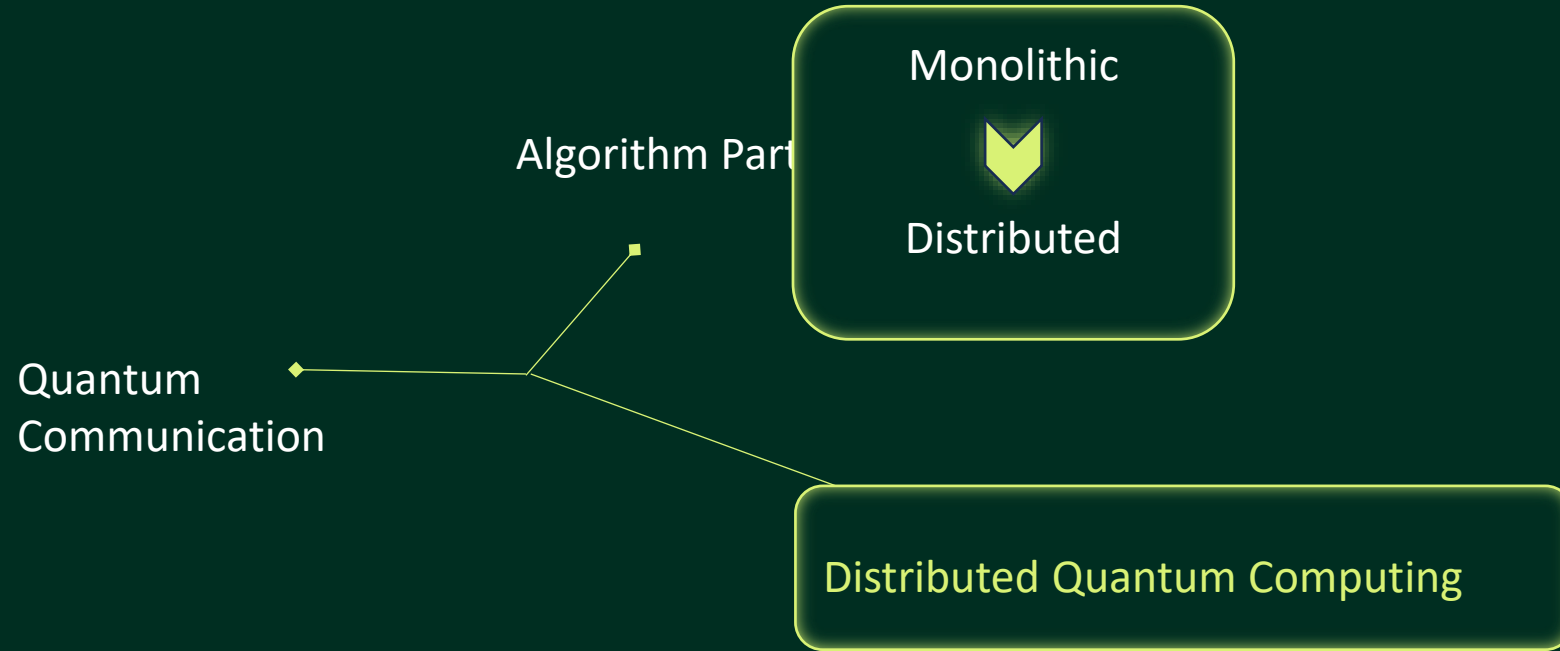 Monolithic
Algorithm Part
Distributed
Quantum
Communication
Distributed Quantum Computing